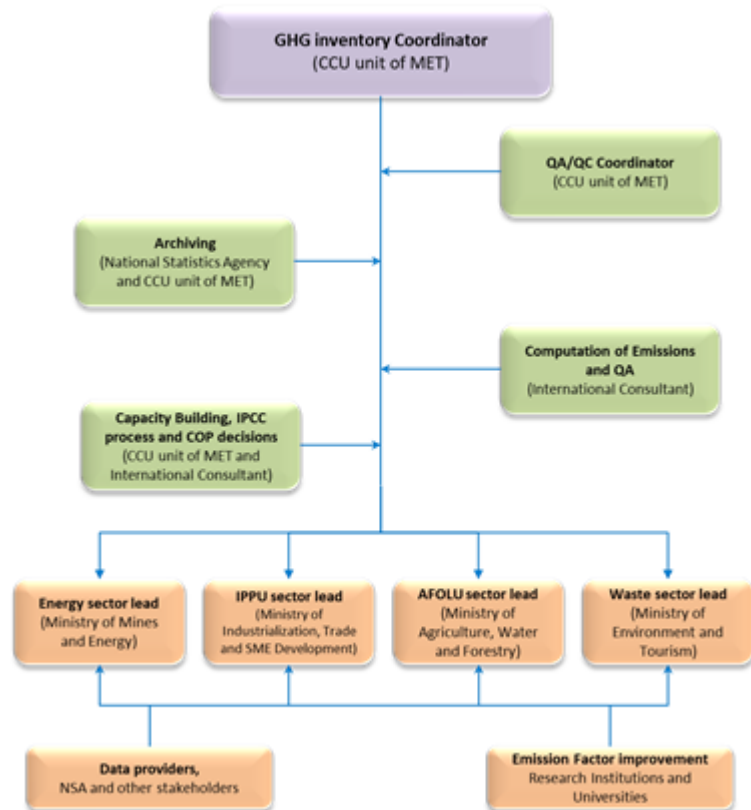 GHG inventory Coordinator
(CCU unit of MET)
QA/QC Coordinator
(CCU unit of MET)
Archiving
(National Statistics Agency
and CCU unit of MET)
Computation of Emissions
and QA
(International Consultant)
Capacity Building, IPCC
process and COP decisions
(CCU unit of MET and
International Consultant)
Energy sector lead
(Ministry of Mines
and Energy)
IPPU sector lead
(Ministry of
Industrialization, Trade
and SME Development)
AFOLU sector lead
(Ministry of
Agriculture, Water
and Forestry)
Waste sector lead
(Ministry of
Environment and
Tourism)
Data providers,
NSA and other stakeholders
Emission Factor improvement
Research Institutions and
Universities